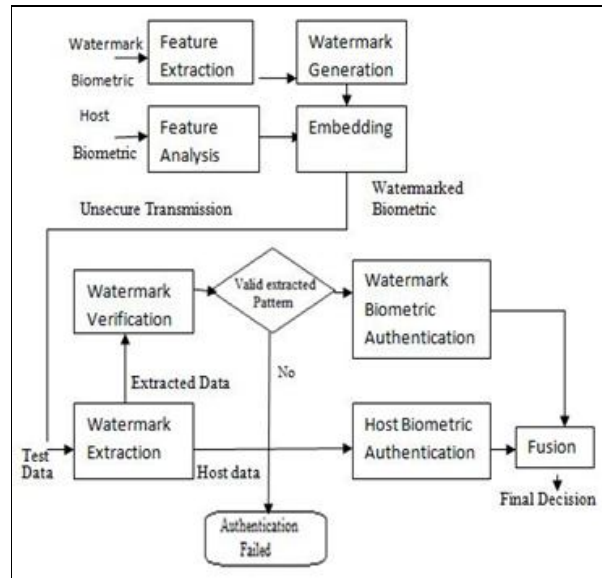 Watermark
Biometric
Feature
Extraction
Watermark
Generation
Host
Biometric
Feature
Analysis
Embedding
Unsecure Transmission
Watermarked
Biometric
Watermark
Verification
Valid extracted
Pattern
Watermark
Biometric
Authentication
No
Extracted Data
Test
Data
Watermark
Extraction
Host data
Host Biometric
Authentication
Fusion
Final Decision
Authentication
Failed